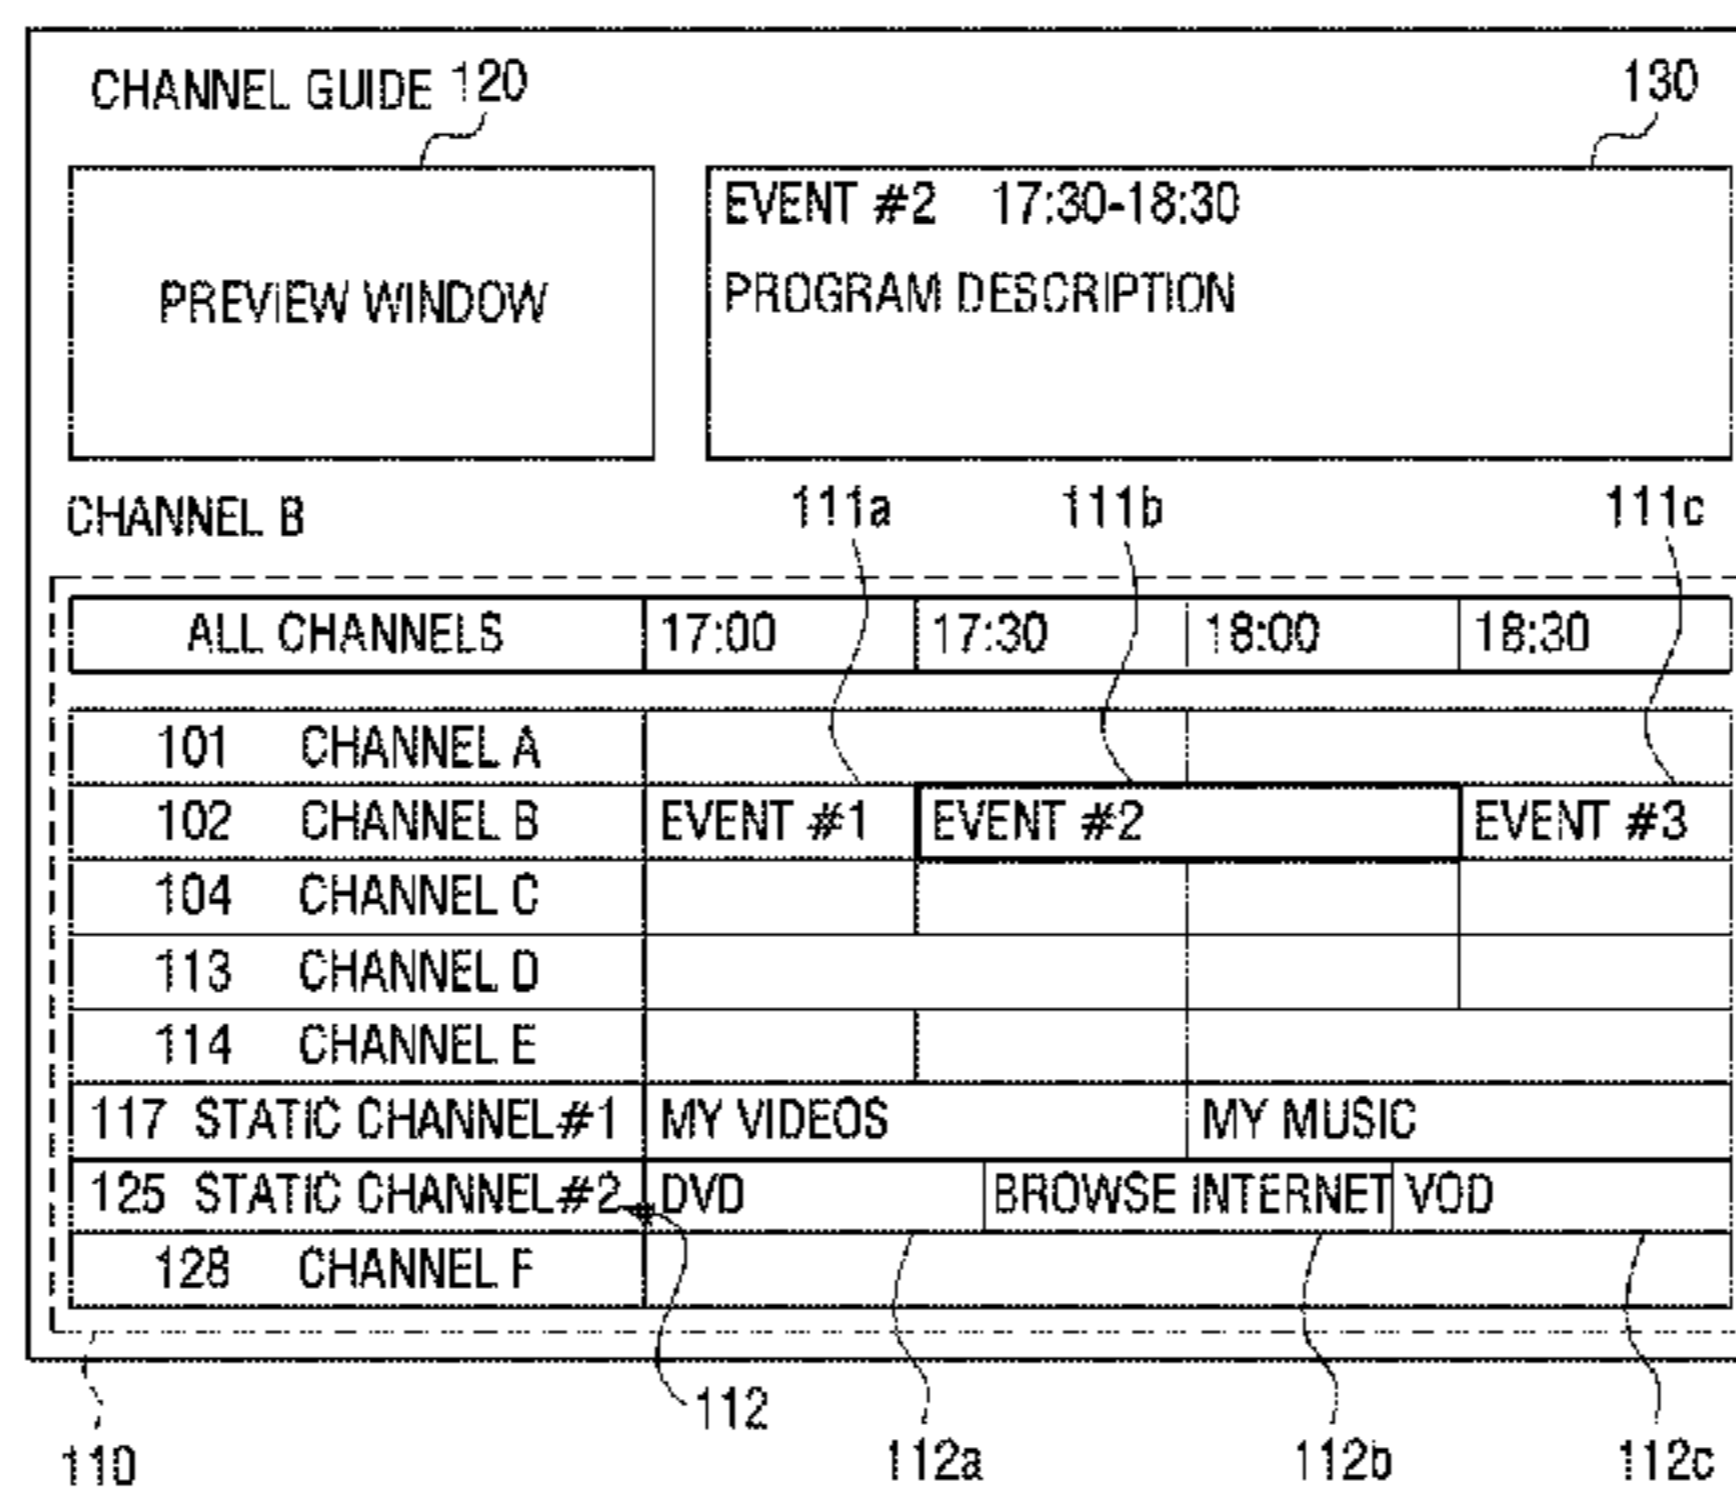 CHANNEL GUIDE 120 130
EVENT #2 17:30-18:30
PREVIEW WINDOW PROGRAM DESCRIPTION
CHANNEL B 111a 111b 111c
ALL CHANNELS 17:00 17:30 18:00 18:30
101 CHANNEL A
102 CHANNEL B EVENT #1 EVENT #2 EVENT #3
104 CHANNEL C
113 CHANNEL D
114 CHANNEL E
117 STATIC CHANNEL#1 MY VIDEOS MY MUSIC
125 STATIC CHANNEL#2 DVD BROWSE INTERNET VOD
128 CHANNEL F
112
110 112a 112b 112c